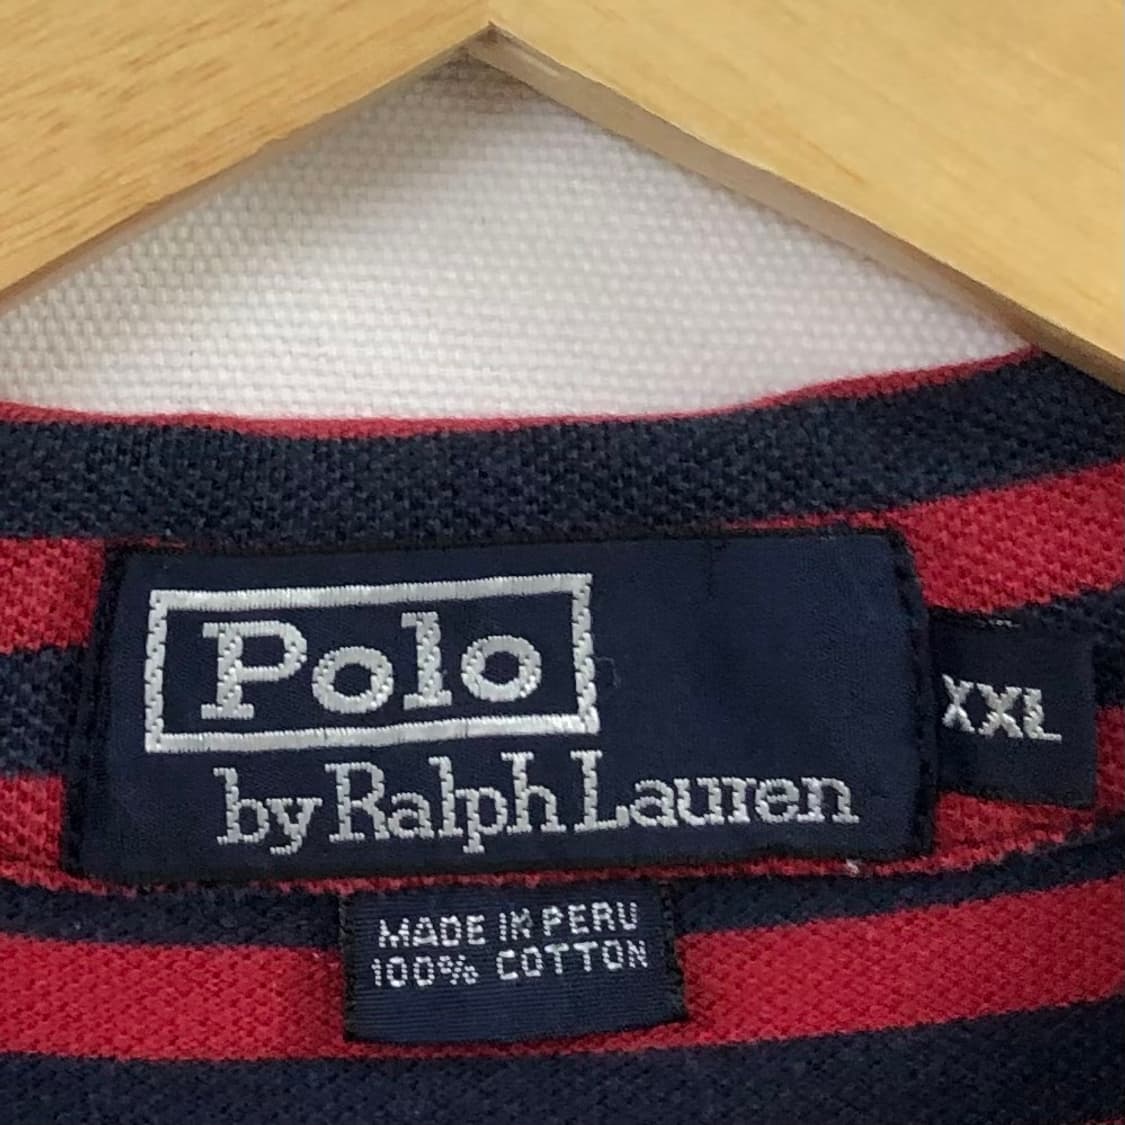 Polo
by Ralph Lauren
XXL
MADE IN PERU
100% COTTON